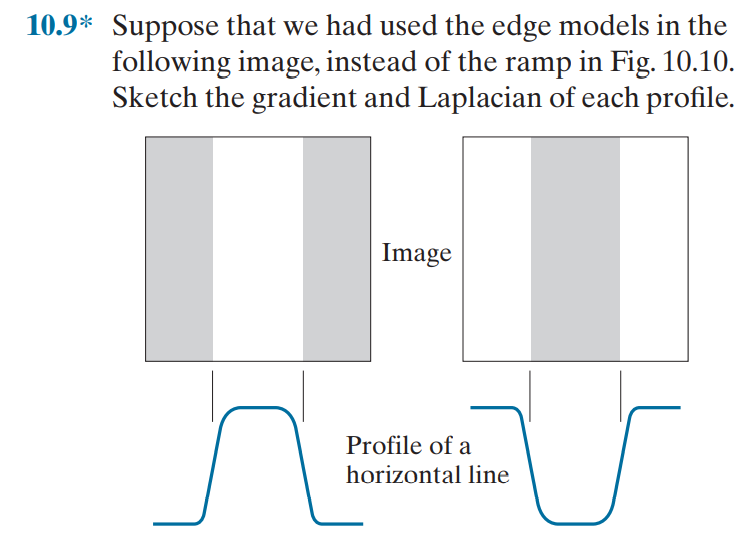 10.9* Suppose that we had used the edge models in the
following image, instead of the ramp in Fig. 10.10.
Sketch the gradient and Laplacian of each profile.
Image
Profile of a
horizontal line